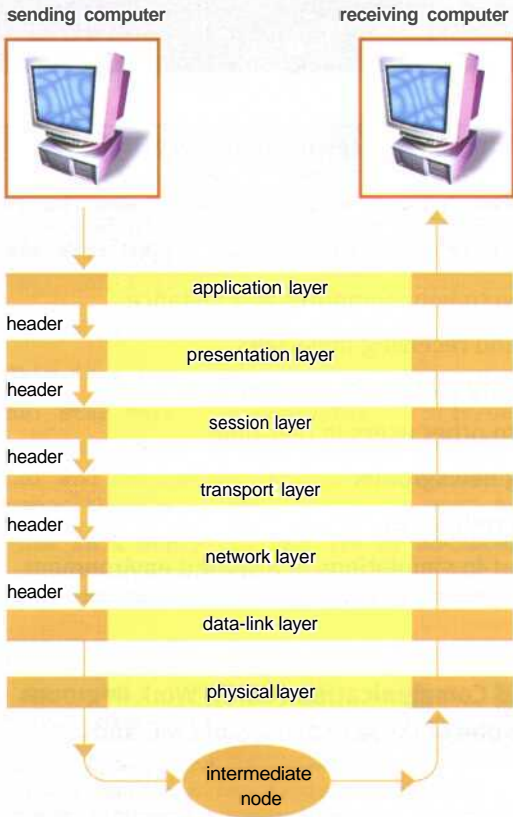 sending computer
receiving computer
application layer
header
presentation layer
header
session layer
header
transport layer
header
network layer
header
data-link layer
physical layer
intermediate
node